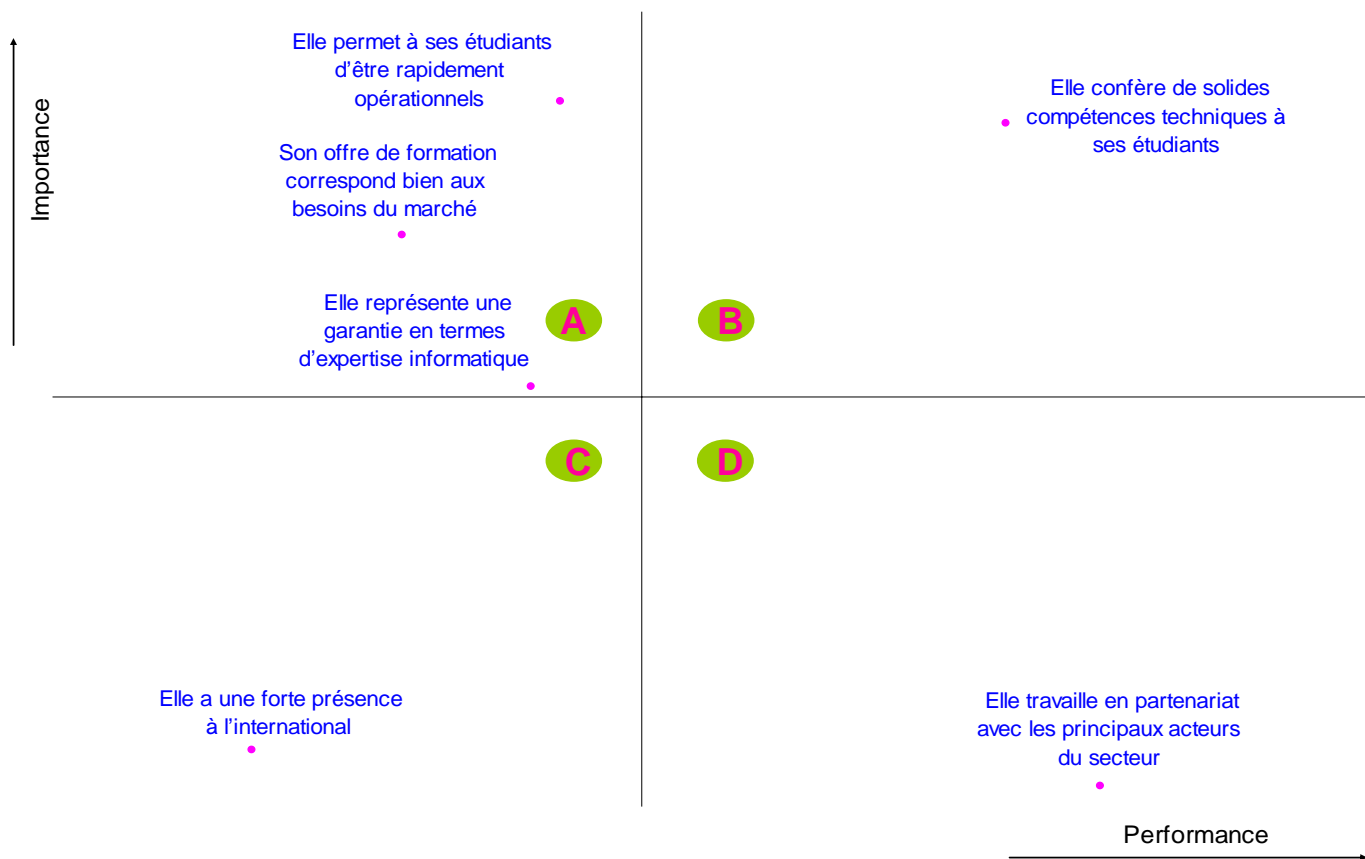 Importance
Elle permet à ses étudiants
d'être rapidement
opérationnels
Elle confère de solides
compétences techniques à
ses étudiants
Son offre de formation
correspond bien aux
besoins du marché
Elle représente une
garantie en termes
d'expertise informatique
A
B
C
D
Elle a une forte présence
à l'international
Elle travaille en partenariat
avec les principaux acteurs
du secteur
Performance